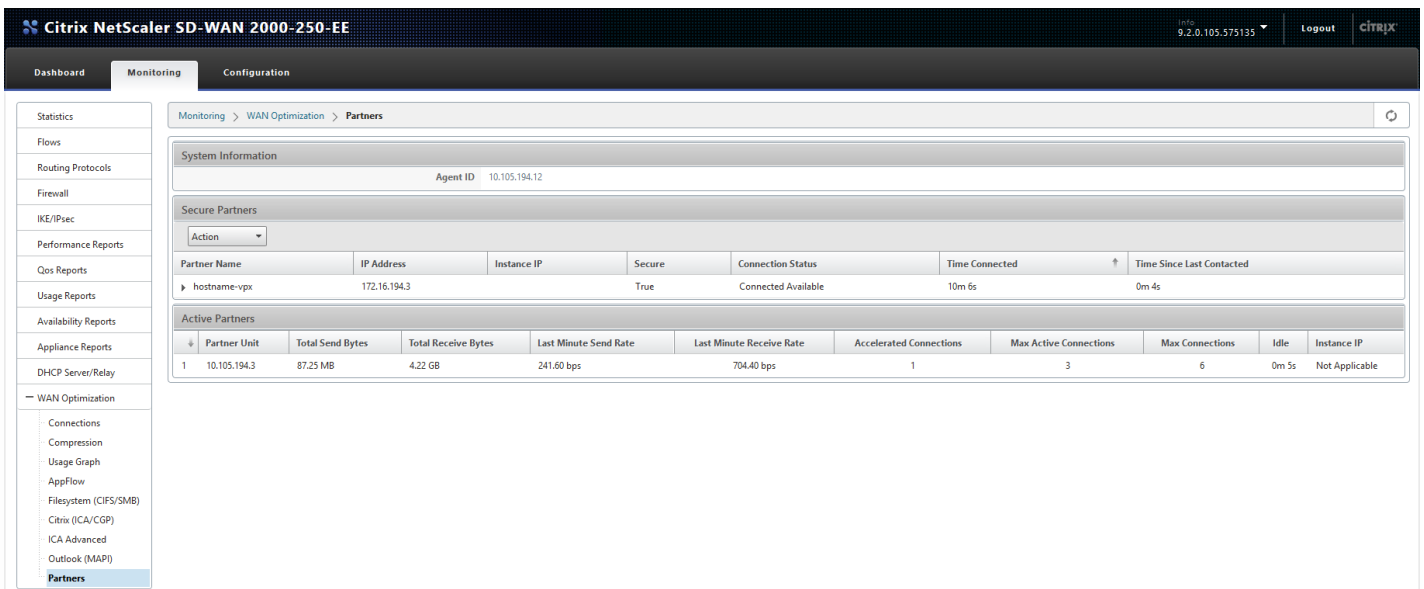 Citrix NetScaler SD-WAN 2000-250-EE
Info
9.2.0.105.575135
Logout
CITRIX
Dashboard Monitoring Configuration
Statistics
Flows
Routing Protocols
Firewall
IKE/IPsec
Performance Reports
Qos Reports
Usage Reports
Availability Reports
Appliance Reports
DHCP Server/Relay
WAN Optimization
Connections
Compression
Usage Graph
AppFlow
Filesystem (CIFS/SMB)
Citrix (ICA/CGP)
ICA Advanced
Outlook (MAPI)
Partners
Monitoring > WAN Optimization > Partners
System Information
Agent ID 10.105.194.12
Secure Partners
Action
Partner Name IP Address Instance IP Secure Connection Status Time Connected Time Since Last Contacted
hostname-vpx 172.16.194.3 True Connected Available 10m 6s 0m 4s
Active Partners
Partner Unit Total Send Bytes Total Receive Bytes Last Minute Send Rate Last Minute Receive Rate Accelerated Connections Max Active Connections Max Connections Idle Instance IP
1 10.105.194.3 87.25 MB 4.22 GB 241.60 bps 704.40 bps 1 3 6 0m 5s Not Applicable